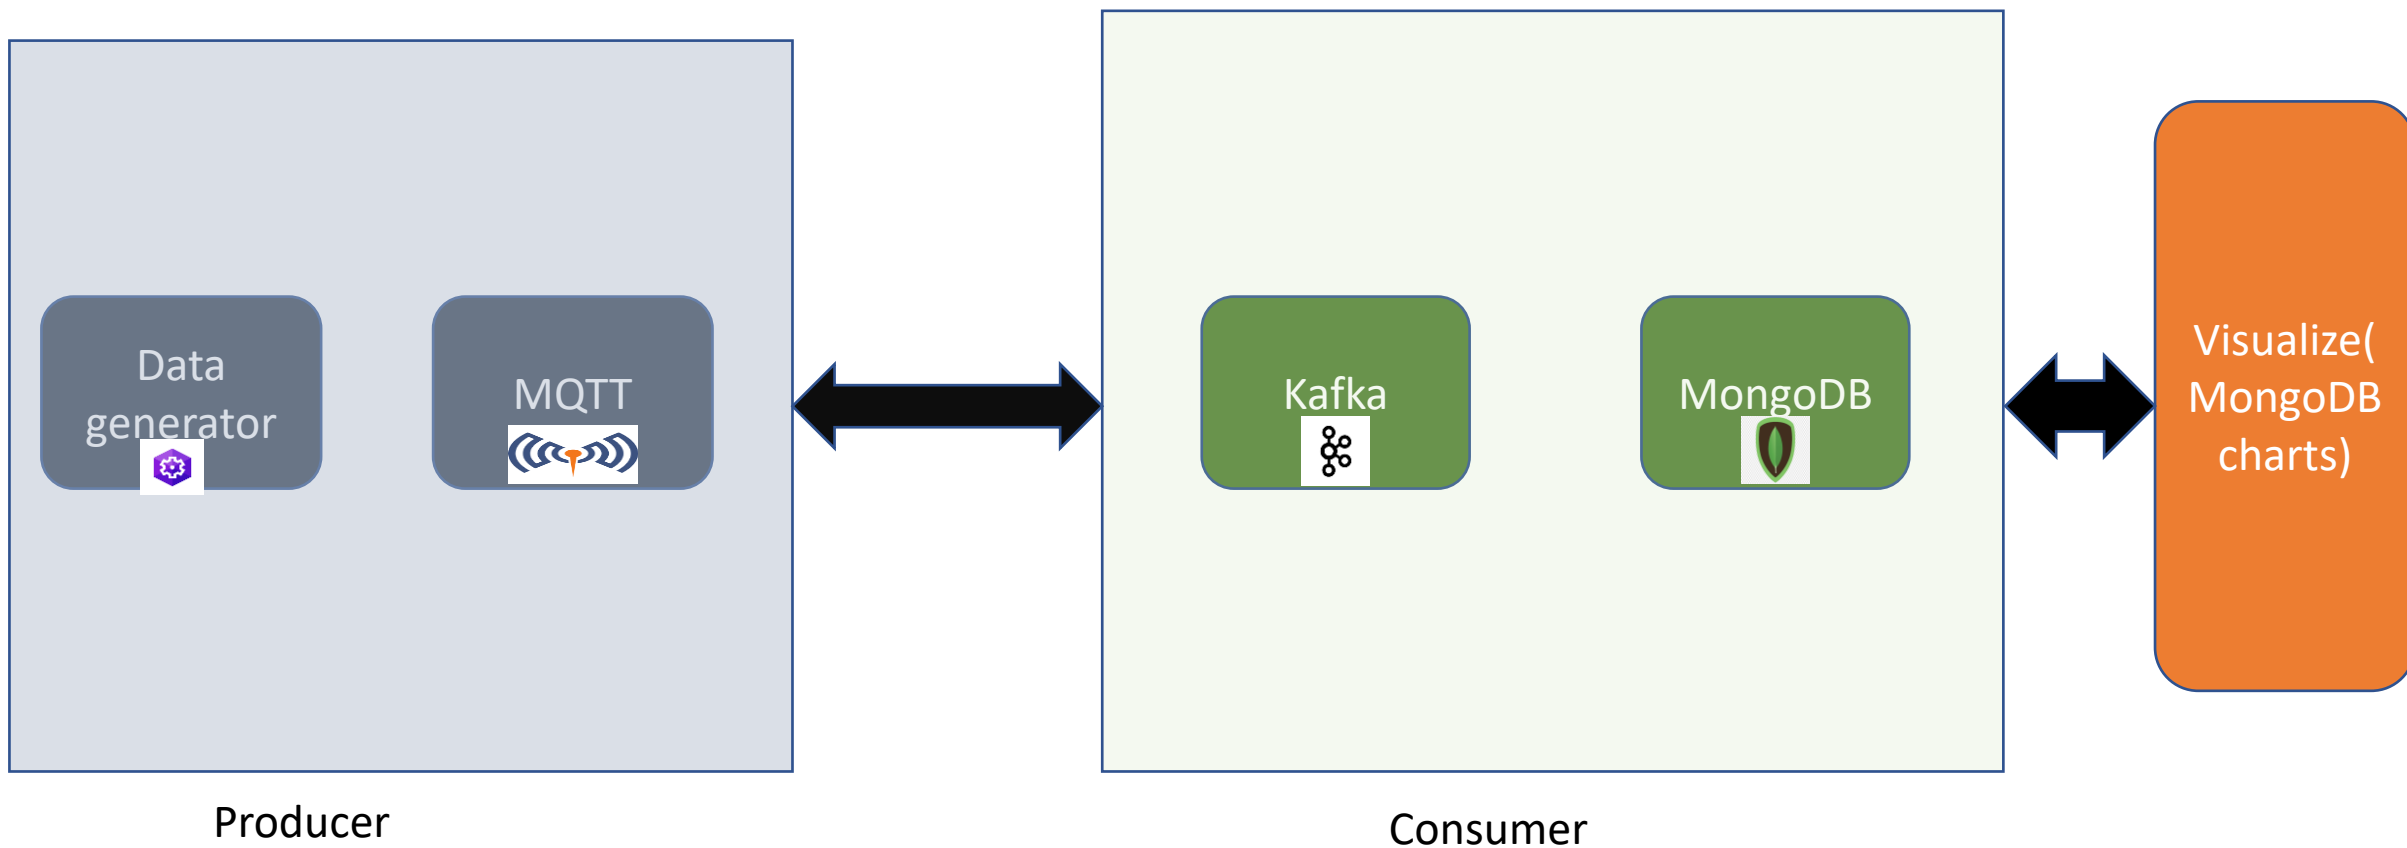 Data
generator
MQTT
Kafka
MongoDB
Visualize(
MongoDB
charts)
Producer
Consumer